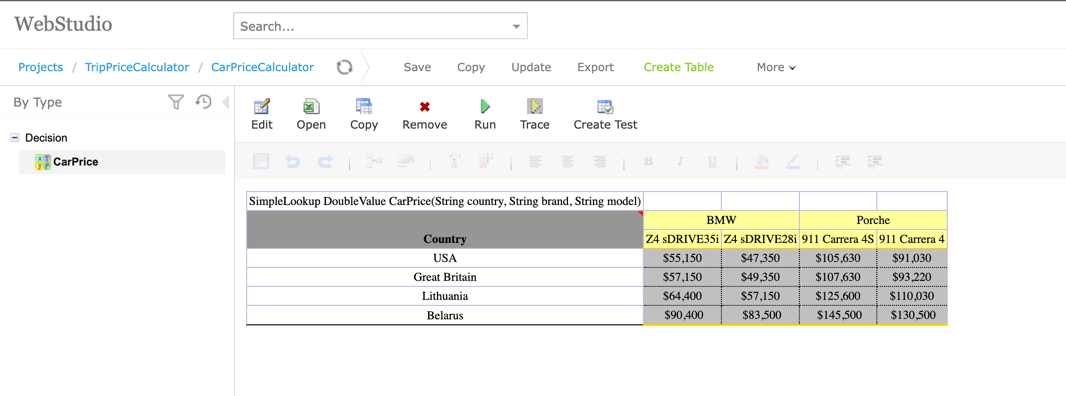 WebStudio
Search...
Projects / TripPriceCalculator / CarPriceCalculator Save Copy Update Export Create Table More
By Type
Decision
CarPrice
Edit Open Copy Remove Run Trace Create Test
B I U
SimpleLookup DoubleValue CarPrice(String country, String brand, String model)
BMW Porche
Country Z4 sDRIVE35i Z4 sDRIVE28i 911 Carrera 4S 911 Carrera 4
USA $55,150 $47,350 $105,630 $91,030
Great Britain $57,150 $49,350 $107,630 $93,220
Lithuania $64,400 $57,150 $125,600 $110,030
Belarus $90,400 $83,500 $145,500 $130,500